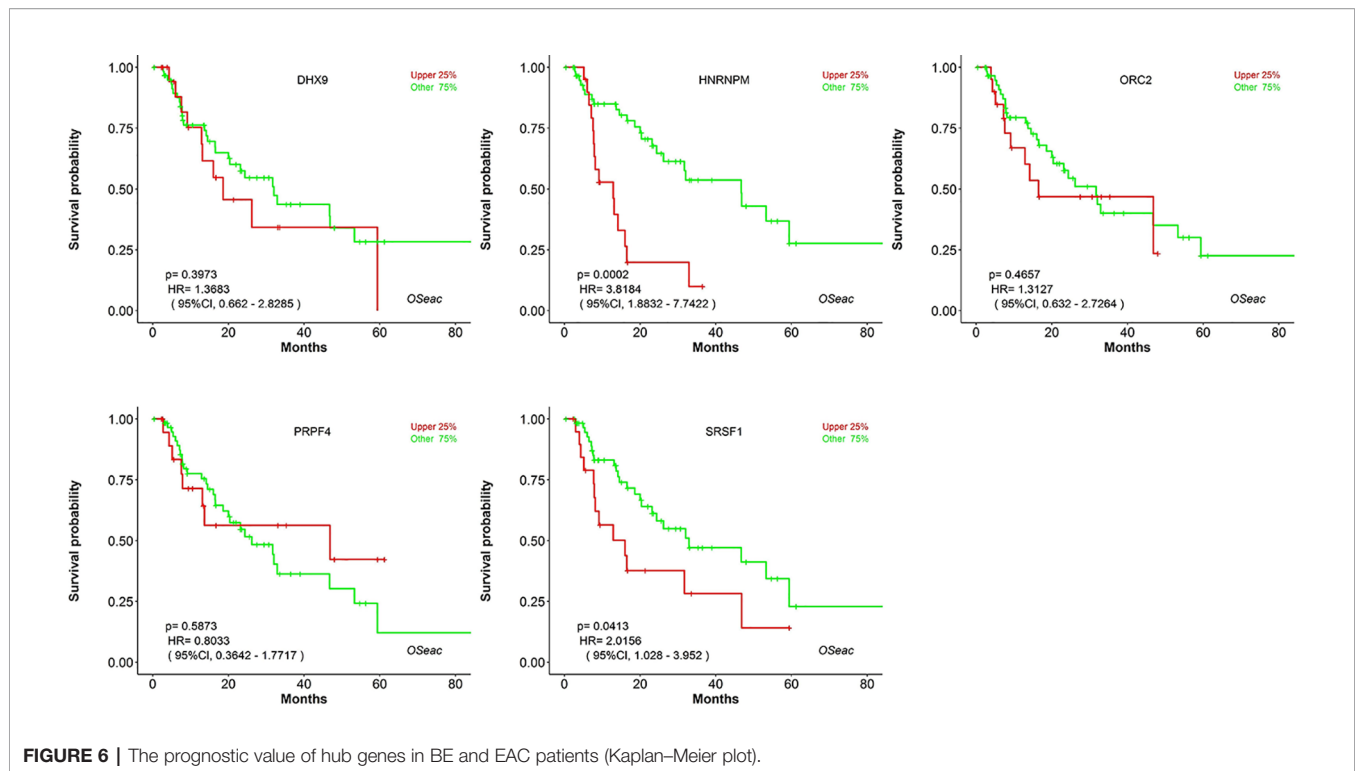 DHX9
Upper 25%
Other 75%
Survival probability
1.00
0.75
0.50
0.25
0.00
p= 0.3973
HR= 1.3683
( 95%CI, 0.662 - 2.8285 )
OSeac
0 20 40 60 80
Months
HNRNPM
Upper 25%
Other 75%
Survival probability
1.00
0.75
0.50
0.25
0.00
p= 0.0002
HR= 3.8184
( 95%CI, 1.8832 - 7.7422 )
OSeac
0 20 40 60 80
Months
ORC2
Upper 25%
Other 75%
Survival probability
1.00
0.75
0.50
0.25
0.00
p= 0.4657
HR= 1.3127
( 95%CI, 0.632 - 2.7264 )
OSeac
0 20 40 60 80
Months
PRPF4
Upper 25%
Other 75%
Survival probability
1.00
0.75
0.50
0.25
0.00
p= 0.5873
HR= 0.8033
( 95%CI, 0.3642 - 1.7717 )
OSeac
0 20 40 60 80
Months
SRSF1
Upper 25%
Other 75%
Survival probability
1.00
0.75
0.50
0.25
0.00
p= 0.0413
HR= 2.0156
( 95%CI, 1.028 - 3.952 )
OSeac
0 20 40 60 80
Months
FIGURE 6 | The prognostic value of hub genes in BE and EAC patients (Kaplan–Meier plot).